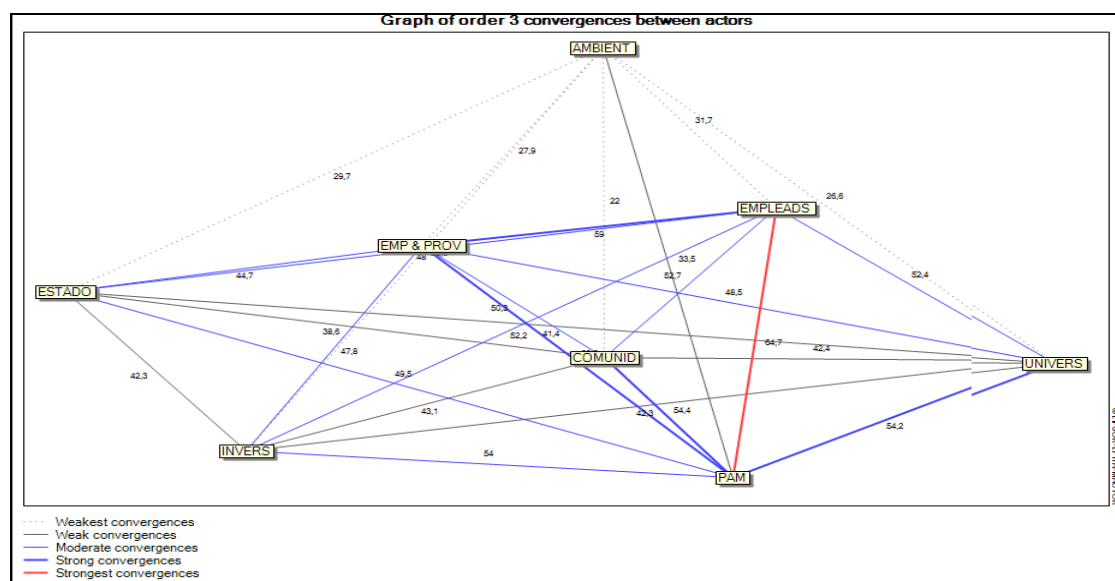 Graph of order 3 convergences between actors
AMBIENT
31,7
27,9
29,7
26,6
22
EMPLEADS
59
EMP & PROV
48
33,5
44,7
52,7
52,4
ESTADO
48,5
50,9
38,6
52,2
41,4
64,7
42,4
47,8
COMUNID
UNIVERS
49,5
42,3
43,1
42,3
54,4
54,2
INVERS
54
PAM
Weakest convergences
Weak convergences
Moderate convergences
Strong convergences
Strongest convergences